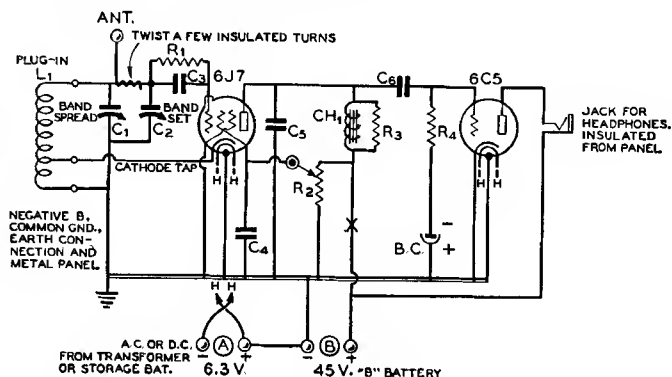 ANT.
TWIST A FEW INSULATED TURNS
PLUG-IN
L1
R1
C3
6J7
C6
6C5
BAND
SPREAD
C1
BAND
SET
C2
C5
CH1
R3
R4
JACK FOR
HEADPHONES.
INSULATED
FROM PANEL.
CATHODE TAP
H H
R2
H H
NEGATIVE B,
COMMON GND.,
EARTH CON-
NECTION AND
METAL PANEL
C4
X
B.C.
-
+
H H
A.C. OR D.C.
FROM TRANSFORMER
OR STORAGE BAT.
- A +
6.3 V.
- B +
45 V. "B" BATTERY